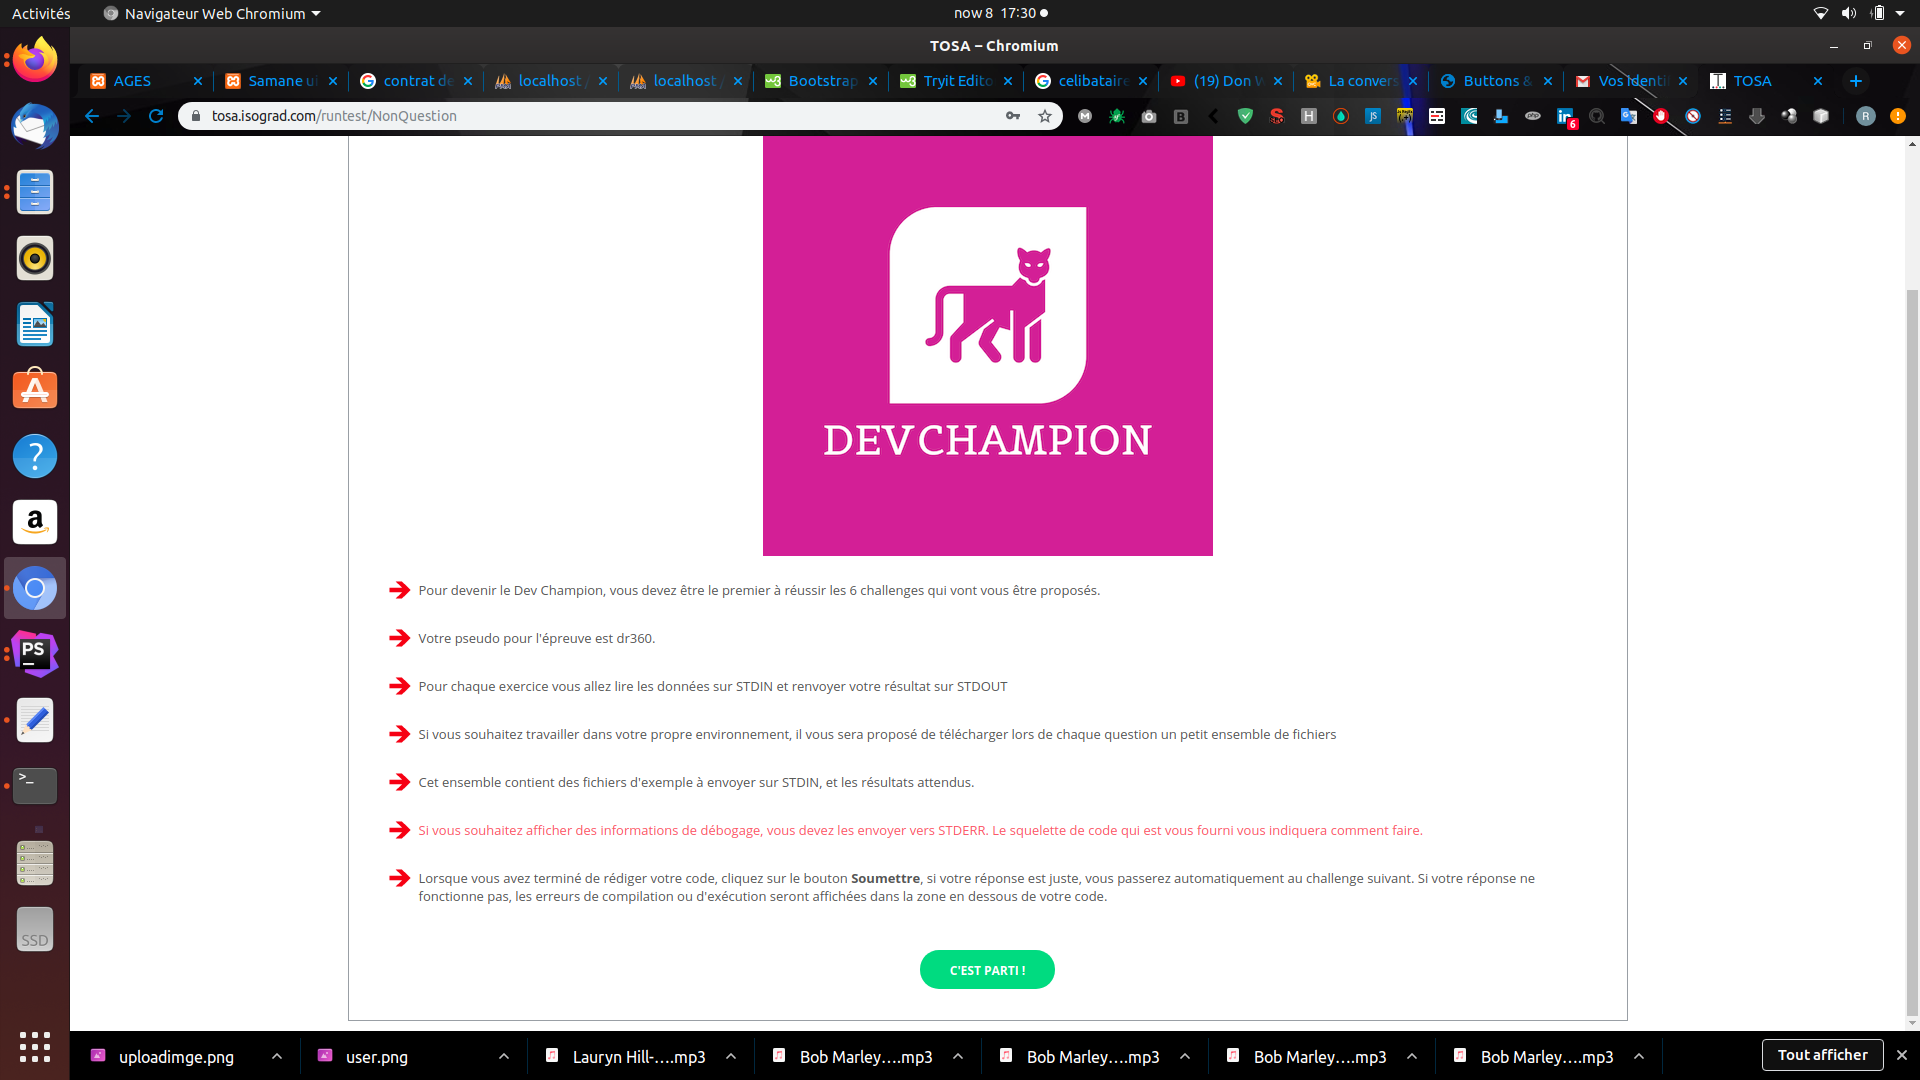 Activités
Navigateur Web Chromium
now 8 17:30
TOSA – Chromium
AGES
Samane ui
contrat de
localhost /
localhost /
Bootstrap
Tryit Edito
celibataire
(19) Don W
La convers
Buttons &
Vos identi
TOSA
tosa.isograd.com/runtest/NonQuestion
DEV CHAMPION
Pour devenir le Dev Champion, vous devez être le premier à réussir les 6 challenges qui vont vous être proposés.
Votre pseudo pour l'épreuve est dr360.
Pour chaque exercice vous allez lire les données sur STDIN et renvoyer votre résultat sur STDOUT
Si vous souhaitez travailler dans votre propre environnement, il vous sera proposé de télécharger lors de chaque question un petit ensemble de fichiers
Cet ensemble contient des fichiers d'exemple à envoyer sur STDIN, et les résultats attendus.
Si vous souhaitez afficher des informations de débogage, vous devez les envoyer vers STDERR. Le squelette de code qui est vous fourni vous indiquera comment faire.
Lorsque vous avez terminé de rédiger votre code, cliquez sur le bouton Soumettre, si votre réponse est juste, vous passerez automatiquement au challenge suivant. Si votre réponse ne
fonctionne pas, les erreurs de compilation ou d'exécution seront affichées dans la zone en dessous de votre code.
C'EST PARTI !
PS
SSD
uploadimge.png
user.png
Lauryn Hill-....mp3
Bob Marley....mp3
Bob Marley....mp3
Bob Marley....mp3
Bob Marley....mp3
Tout afficher